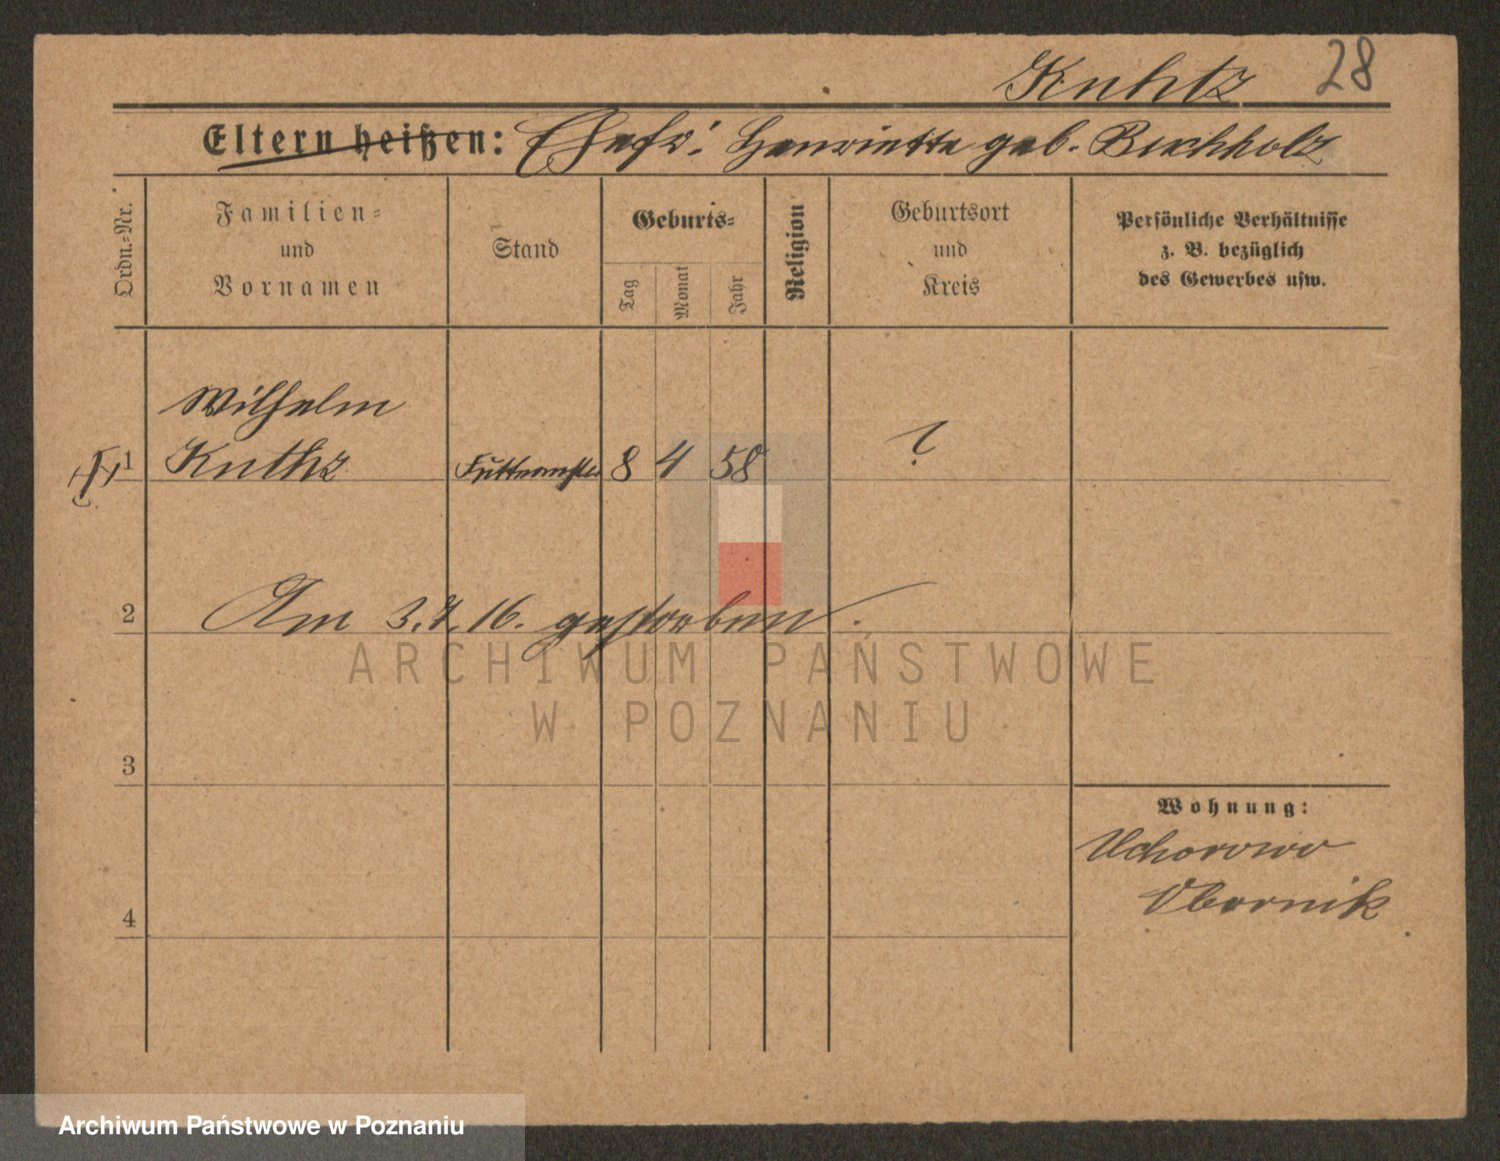 Kuhtz 28
Eltern heißen: Ehefr: Henriette geb. Buchholz
Ordn.=Nr.
Familien=
und
Vornamen
Stand
Geburts=
Tag
Monat
Jahr
Religion
Geburtsort
und
Kreis
Persönliche Verhältnisse
z. B. bezüglich
des Gewerbes usw.
Wilhelm
1 Kuthz 8 4 58 ?
2 Am 3.4.16. gestorben.
ARCHIWUM PAŃSTWOWE
W POZNANIU
3
Wohnung:
Uchorowo
4 Obornik
Archiwum Państwowe w Poznaniu